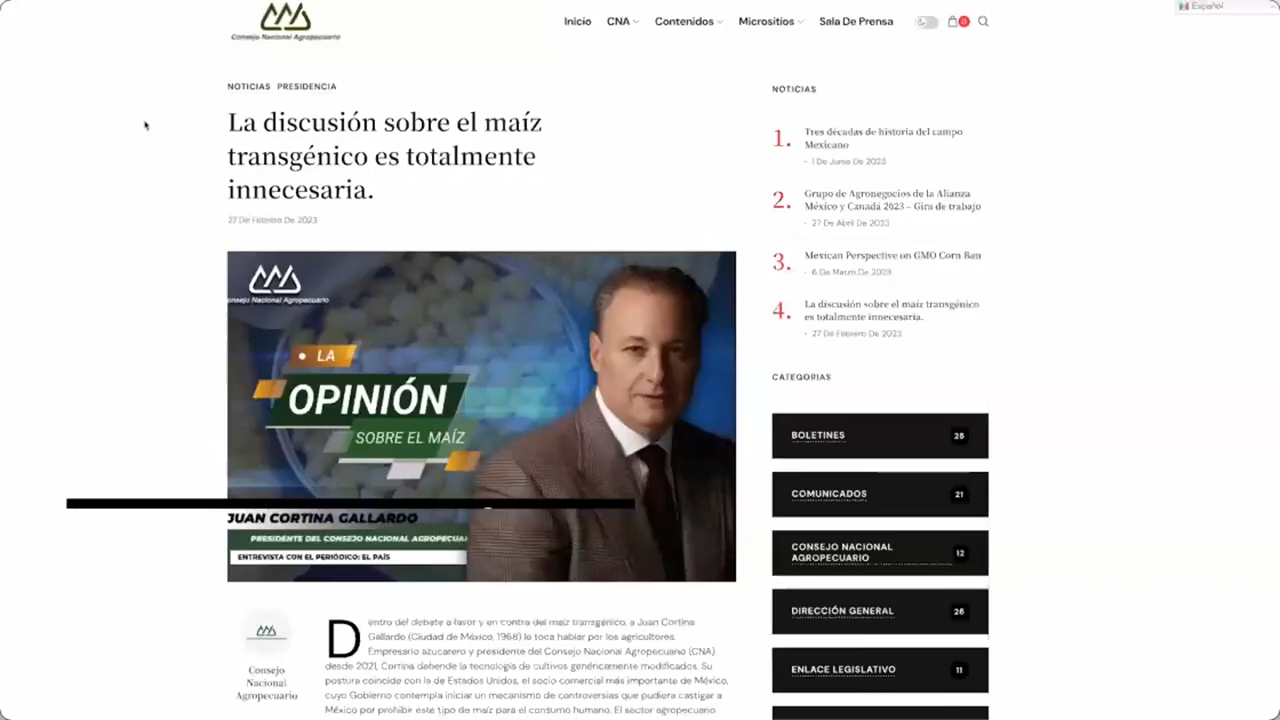 Consejo Nacional Agropecuario
Inicio CNA Contenidos Micrositios Sala De Prensa
0
Español
NOTICIAS PRESIDENCIA
La discusión sobre el maíz
transgénico es totalmente
innecesaria.
27 De Febrero De 2023
onsejo Nacional Agropecuario
LA
OPINIÓN
SOBRE EL MAÍZ
JUAN CORTINA GALLARDO
PRESIDENTE DEL CONSEJO NACIONAL AGROPECUA
ENTREVISTA CON EL PERIÓDICO: EL PAÍS
Consejo
Nacional
Agropecuario
Dentro del debate a favor y en contra del maíz transgénico, a Juan Cortina
Gallardo (Ciudad de México, 1968) le toca hablar por los agricultores.
Empresario azucarero y presidente del Consejo Nacional Agropecuario (CNA)
desde 2021, Cortina defiende la tecnología de cultivos genéricamente modificados. Su
postura coincide con la de Estados Unidos, el socio comercial más importante de México,
cuyo Gobierno contempla iniciar un mecanismo de controversias que pudiera castigar a
México por prohibir este tipo de maíz para el consumo humano. El sector agropecuario
NOTICIAS
1. Tres décadas de historia del campo
Mexicano
- 1 De Junio De 2023
2. Grupo de Agronegocios de la Alianza
México y Canadá 2023 – Gira de trabajo
- 27 De Abril De 2023
3. Mexican Perspective on GMO Corn Ban
- 6 De Marzo De 2023
4. La discusión sobre el maíz transgénico
es totalmente innecesaria.
- 27 De Febrero De 2023
CATEGORIAS
BOLETINES 25
COMUNICADOS 21
CONSEJO NACIONAL
AGROPECUARIO 12
DIRECCIÓN GENERAL 26
ENLACE LEGISLATIVO 11